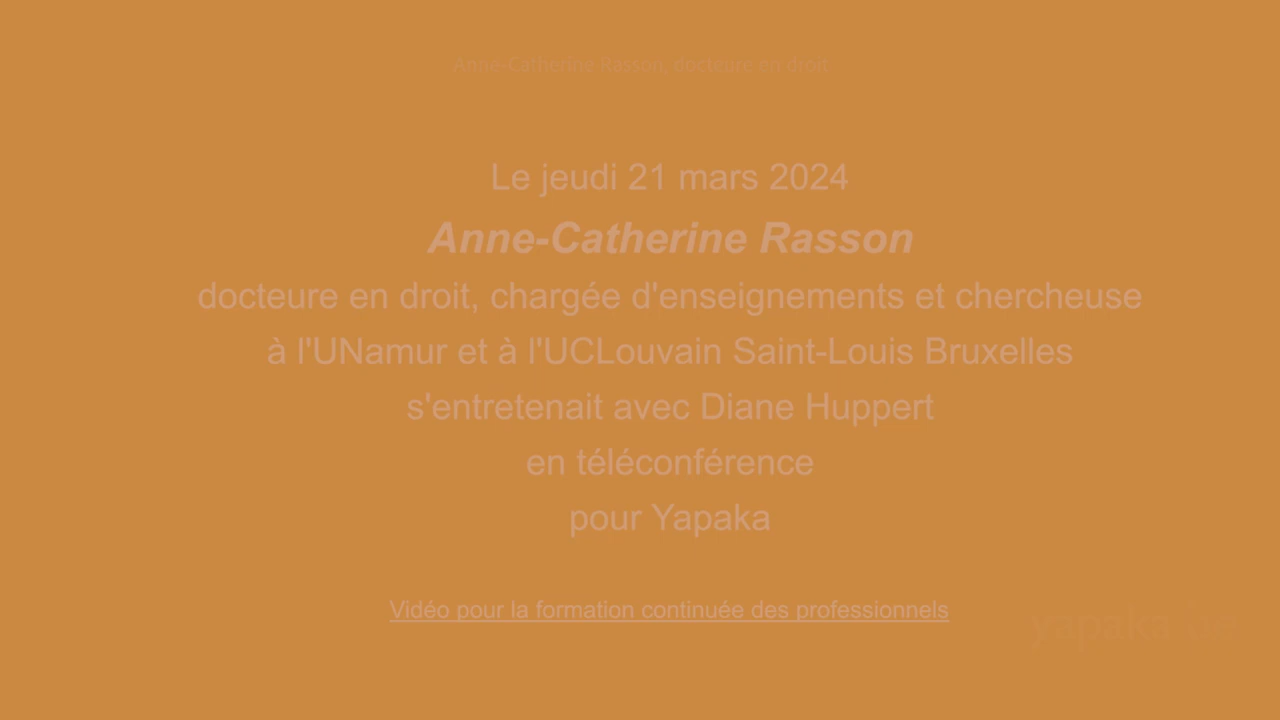 Anne-Catherine Rasson, docteure en droit
Le jeudi 21 mars 2024
Anne-Catherine Rasson
docteure en droit, chargée d'enseignements et chercheuse
à l'UNamur et à l'UCLouvain Saint-Louis Bruxelles
s'entretenait avec Diane Huppert
en téléconférence
pour Yapaka
Vidéo pour la formation continuée des professionnels
yapaka.be